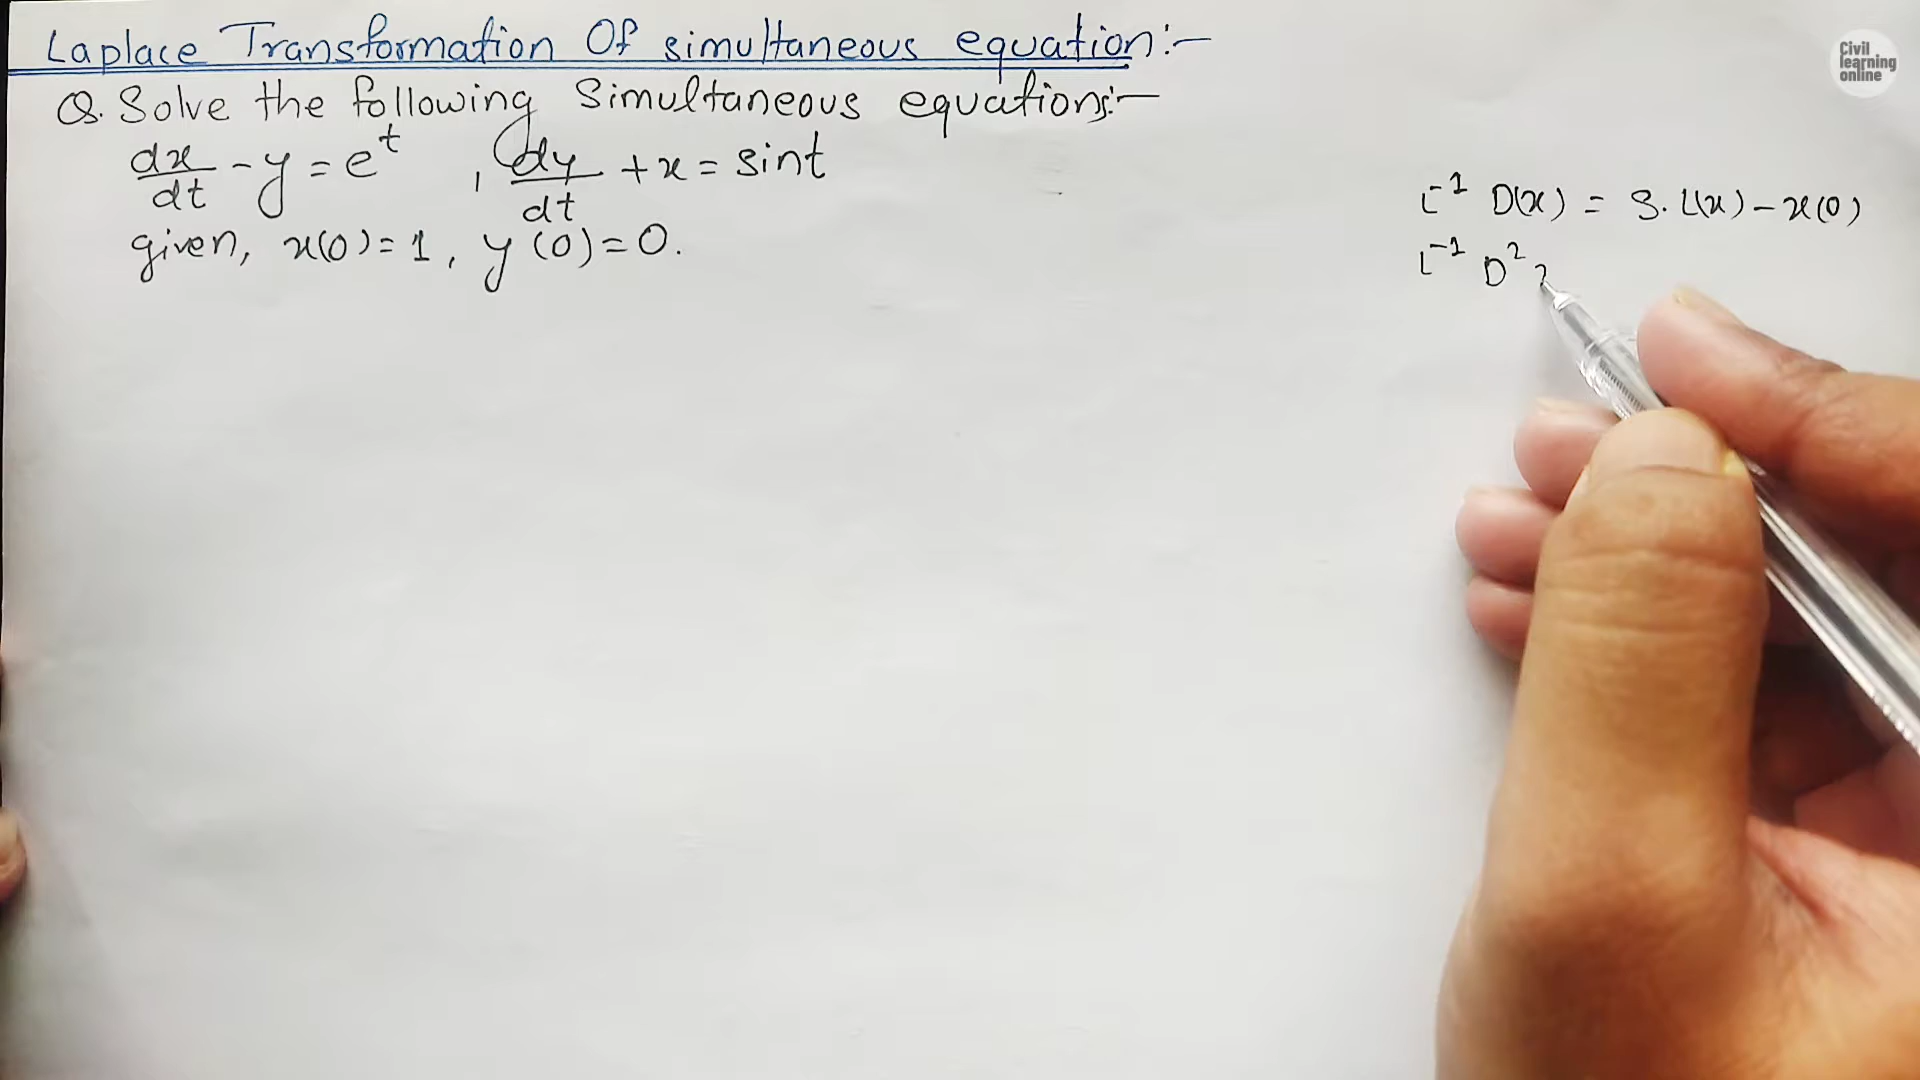 Laplace Transformation Of simultaneous equation:-
Q. Solve the following Simultaneous equations:-
dx/dt - y = e^t , dy/dt + x = sint
given, x(0) = 1, y(0) = 0.
L^-1 D(x) = S. L(x) - x(0)
L^-1 D^2
Civil
learning
online